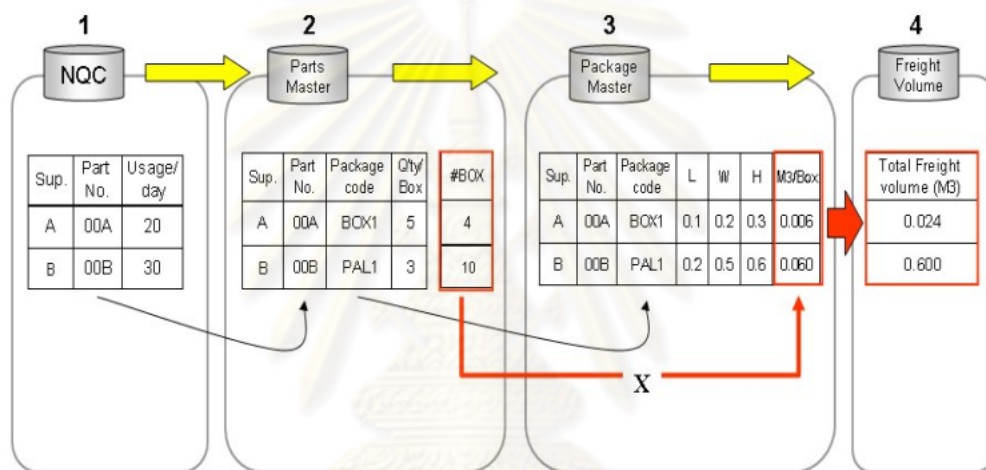 1
2
3
4
NQC
Parts
Master
Package
Master
Freight
Volume
Sup. Part No. Usage/ day
A 00A 20
B 00B 30
Sup. Part No. Package code Q'ty/ Box #BOX
A 00A BOX1 5 4
B 00B PAL1 3 10
Sup. Part No. Package code L W H M3/Box
A 00A BOX1 0.1 0.2 0.3 0.006
B 00B PAL1 0.2 0.5 0.6 0.060
Total Freight
volume (M3)
0.024
0.600
X